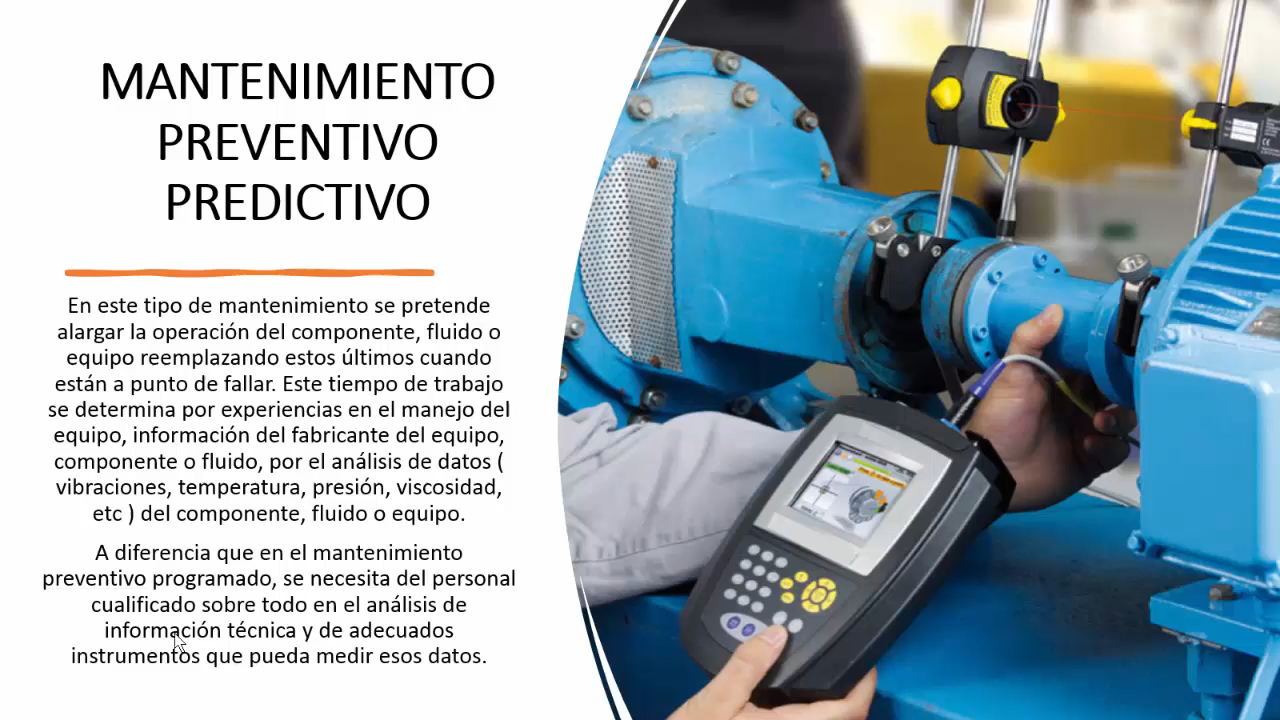 MANTENIMIENTO
PREVENTIVO
PREDICTIVO
En este tipo de mantenimiento se pretende
alargar la operación del componente, fluido o
equipo reemplazando estos últimos cuando
están a punto de fallar. Este tiempo de trabajo
se determina por experiencias en el manejo del
equipo, información del fabricante del equipo,
componente o fluido, por el análisis de datos (
vibraciones, temperatura, presión, viscosidad,
etc ) del componente, fluido o equipo.
A diferencia que en el mantenimiento
preventivo programado, se necesita del personal
cualificado sobre todo en el análisis de
información técnica y de adecuados
instrumentos que pueda medir esos datos.